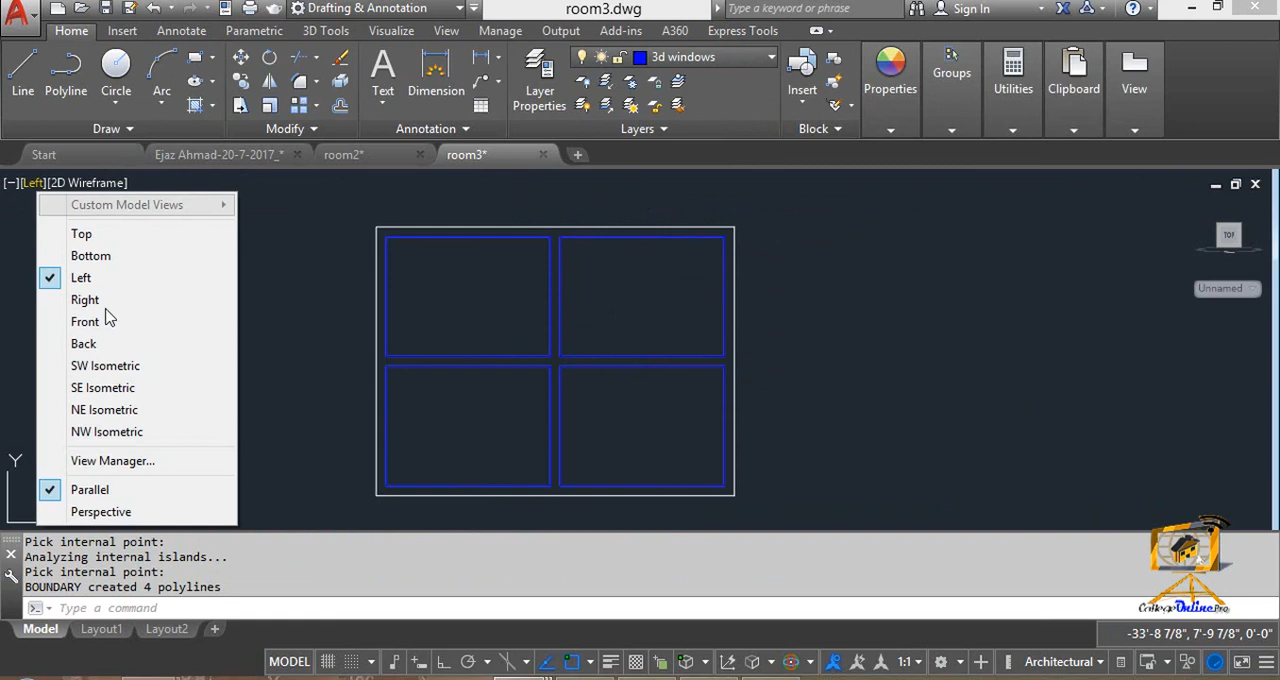 Drafting & Annotation
room3.dwg
Type a keyword or phrase
Sign In
Home
Insert
Annotate
Parametric
3D Tools
Visualize
View
Manage
Output
Add-ins
A360
Express Tools
3d windows
Line
Polyline
Circle
Arc
Text
Dimension
Layer
Properties
Insert
Properties
Groups
Utilities
Clipboard
View
Draw
Modify
Annotation
Layers
Block
Start
Ejaz Ahmad-20-7-2017_*
room2*
room3*
[−][Left][2D Wireframe]
Custom Model Views
Top
Bottom
Left
Right
Front
Back
SW Isometric
SE Isometric
NE Isometric
NW Isometric
View Manager...
Parallel
Perspective
TOP
Unnamed
Y
Pick internal point:
Analyzing internal islands...
Pick internal point:
BOUNDARY created 4 polylines
Type a command
College Online Pro
Model
Layout1
Layout2
-33'-8 7/8", 7'-9 7/8", 0'-0"
MODEL
1:1
Architectural